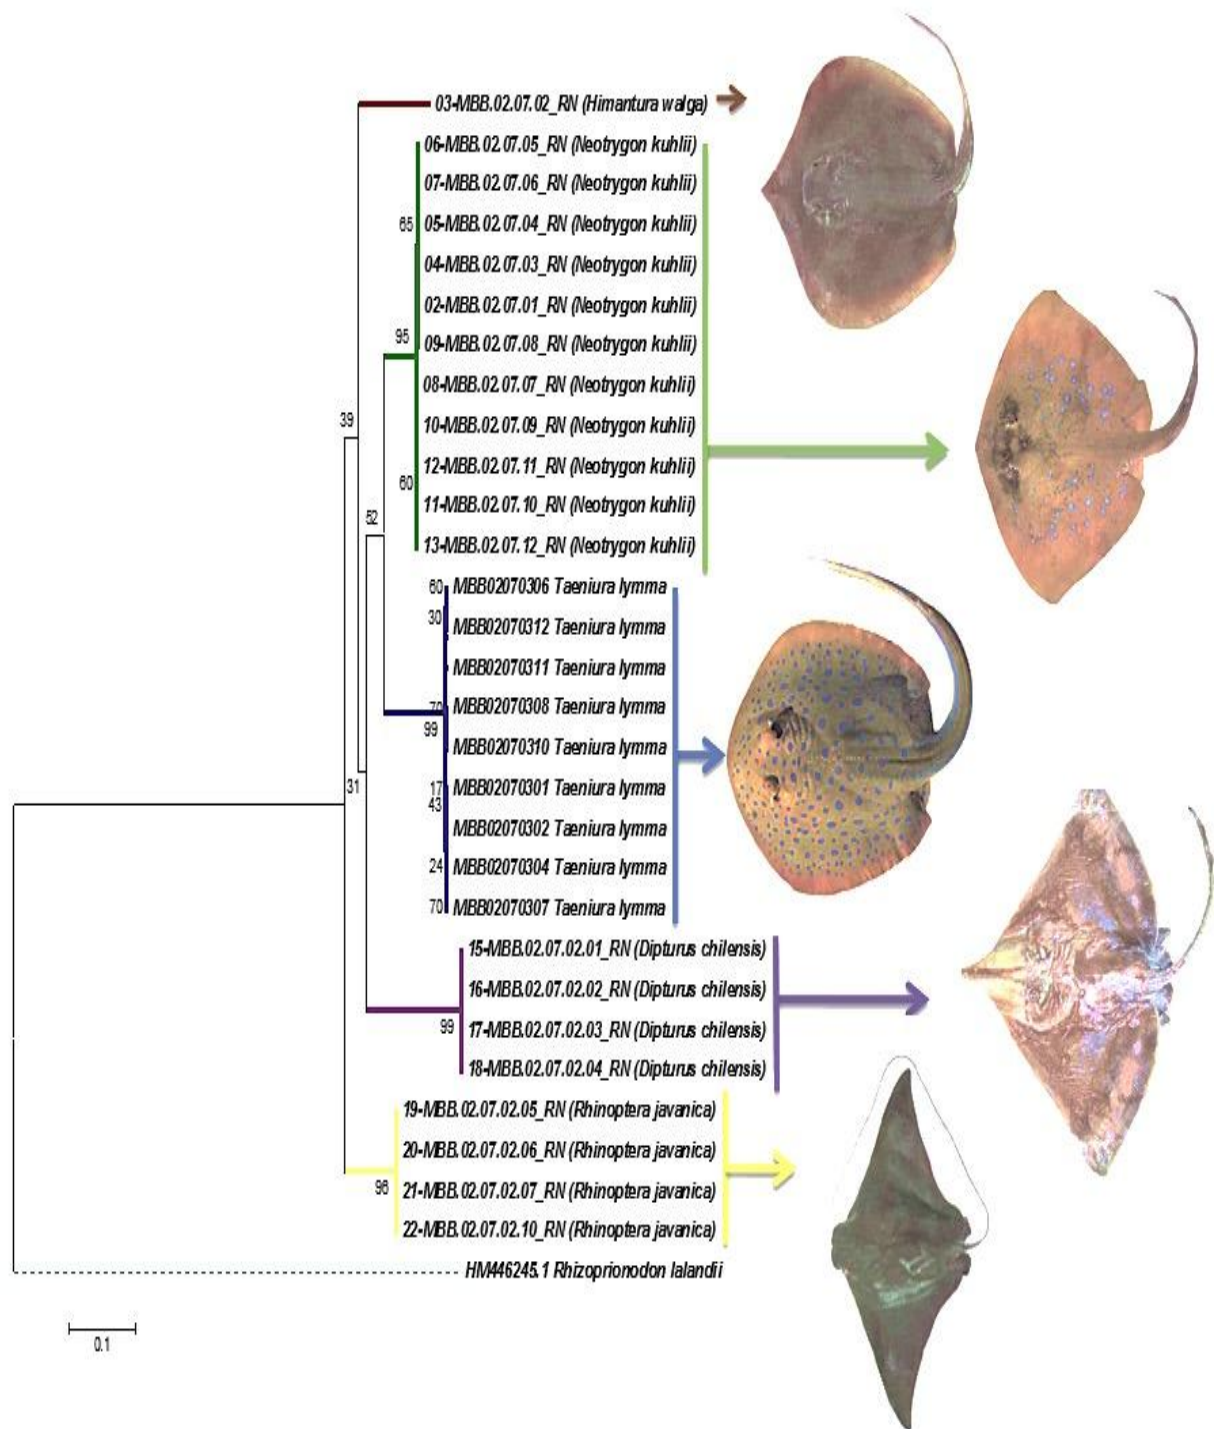 03-MBB.02.07.02_RN (Himantura walga)
06-MBB.02.07.05_RN (Neotrygon kuhlii)
07-MBB.02.07.06_RN (Neotrygon kuhlii)
65
05-MBB.02.07.04_RN (Neotrygon kuhlii)
04-MBB.02.07.03_RN (Neotrygon kuhlii)
02-MBB.02.07.01_RN (Neotrygon kuhlii)
95
09-MBB.02.07.08_RN (Neotrygon kuhlii)
08-MBB.02.07.07_RN (Neotrygon kuhlii)
39
10-MBB.02.07.09_RN (Neotrygon kuhlii)
12-MBB.02.07.11_RN (Neotrygon kuhlii)
60
11-MBB.02.07.10_RN (Neotrygon kuhlii)
52
13-MBB.02.07.12_RN (Neotrygon kuhlii)
60
MBB02070306 Taeniura lymma
30
MBB02070312 Taeniura lymma
MBB02070311 Taeniura lymma
70
MBB02070308 Taeniura lymma
99
MBB02070310 Taeniura lymma
31
17
MBB02070301 Taeniura lymma
43
MBB02070302 Taeniura lymma
24
MBB02070304 Taeniura lymma
70
MBB02070307 Taeniura lymma
15-MBB.02.07.02.01_RN (Dipturus chilensis)
16-MBB.02.07.02.02_RN (Dipturus chilensis)
99
17-MBB.02.07.02.03_RN (Dipturus chilensis)
18-MBB.02.07.02.04_RN (Dipturus chilensis)
19-MBB.02.07.02.05_RN (Rhinoptera javanica)
20-MBB.02.07.02.06_RN (Rhinoptera javanica)
96
21-MBB.02.07.02.07_RN (Rhinoptera javanica)
22-MBB.02.07.02.10_RN (Rhinoptera javanica)
HM446245.1 Rhizoprionodon lalandii
0.1